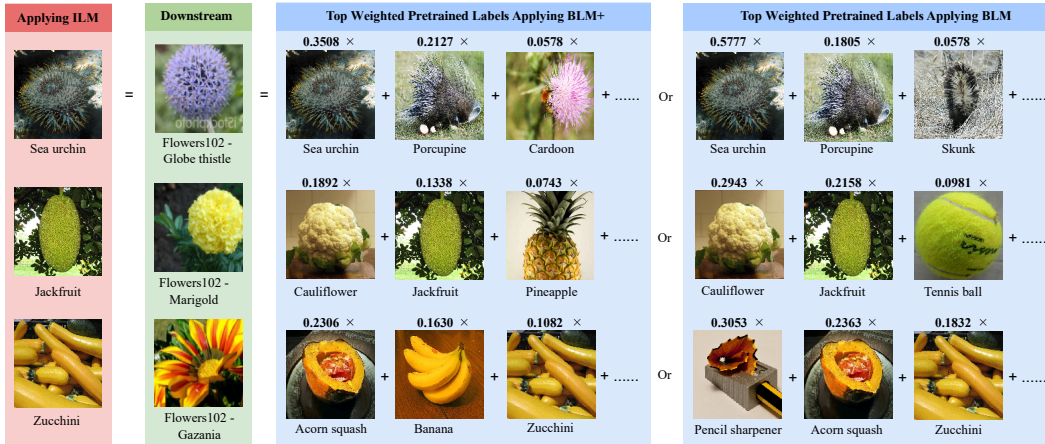 Applying ILM
Downstream
Top Weighted Pretrained Labels Applying BLM+
Top Weighted Pretrained Labels Applying BLM
0.3508 ×
0.2127 ×
0.0578 ×
0.5777 ×
0.1805 ×
0.0578 ×
=
=
+
+
+ ......
Or
+
+
+ ......
Sea urchin
Flowers102 -
Globe thistle
Sea urchin
Porcupine
Cardoon
Sea urchin
Porcupine
Skunk
0.1892 ×
0.1338 ×
0.0743 ×
0.2943 ×
0.2158 ×
0.0981 ×
+
+
+ ......
Or
+
+
+ ......
Jackfruit
Flowers102 -
Marigold
Cauliflower
Jackfruit
Pineapple
Cauliflower
Jackfruit
Tennis ball
0.2306 ×
0.1630 ×
0.1082 ×
0.3053 ×
0.2363 ×
0.1832 ×
+
+
+ ......
Or
+
+
+ ......
Zucchini
Flowers102 -
Gazania
Acorn squash
Banana
Zucchini
Pencil sharpener
Acorn squash
Zucchini